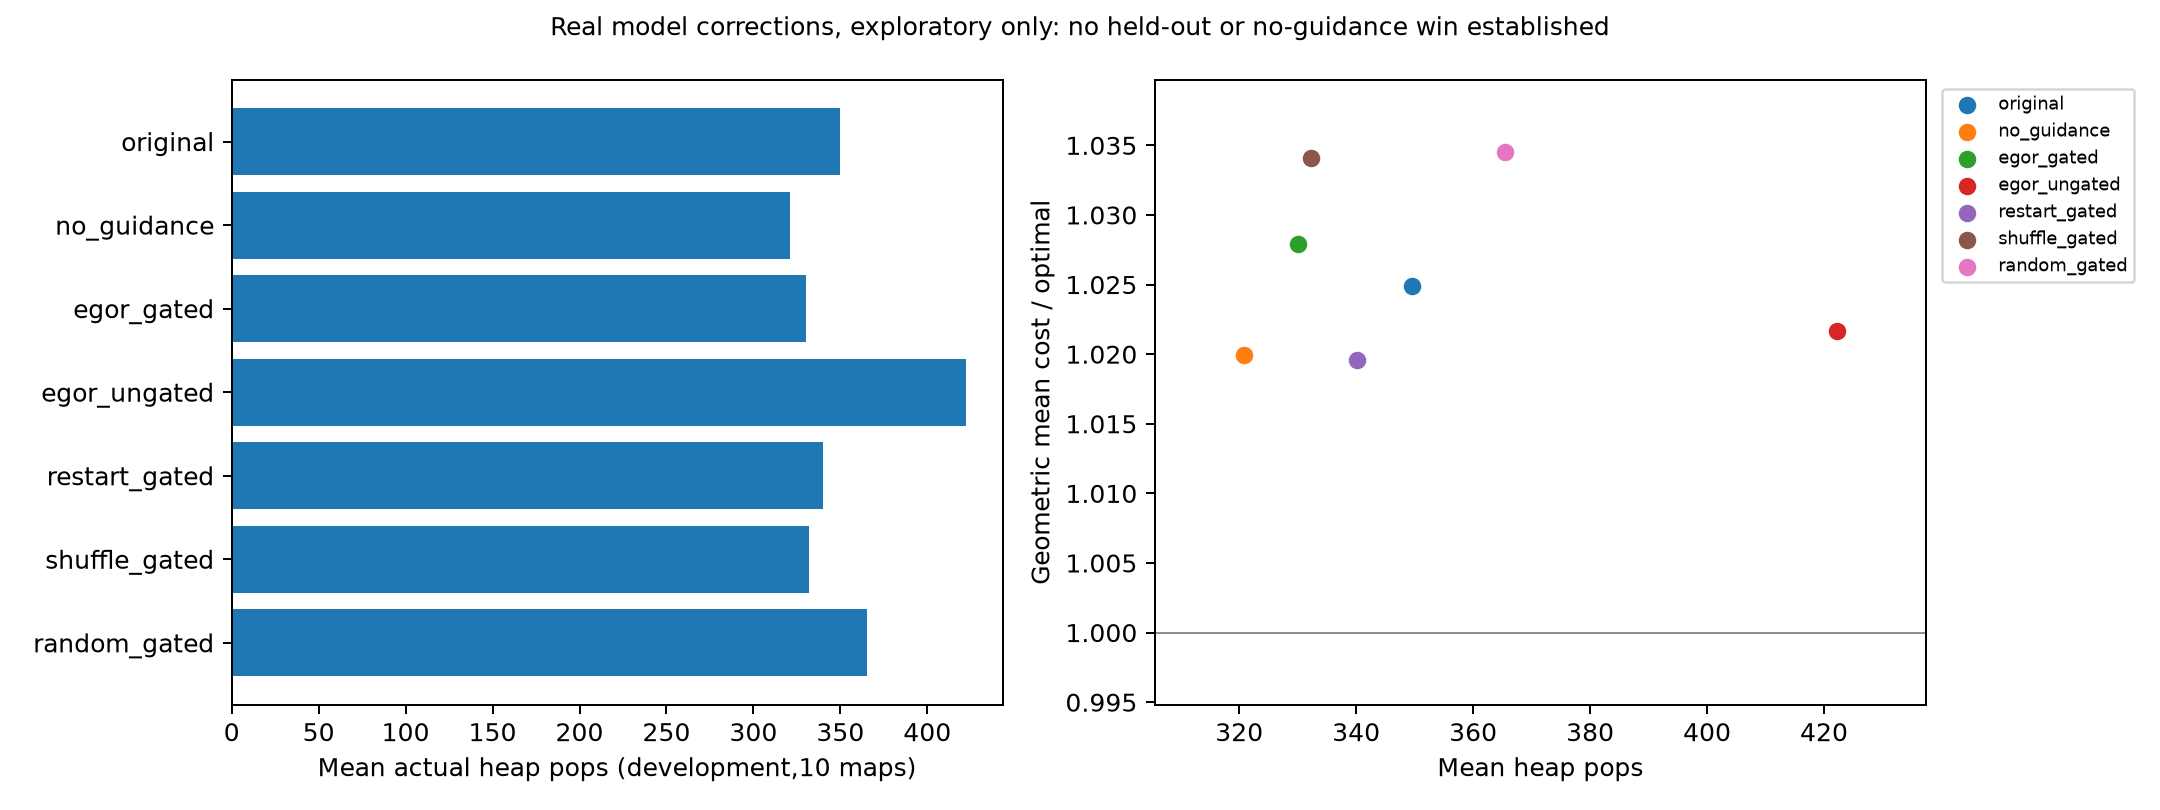 Real model corrections, exploratory only: no held-out or no-guidance win established
original
no_guidance
egor_gated
egor_ungated
restart_gated
shuffle_gated
random_gated
0 50 100 150 200 250 300 350 400
Mean actual heap pops (development,10 maps)
Geometric mean cost / optimal
1.035
1.030
1.025
1.020
1.015
1.010
1.005
1.000
0.995
320 340 360 380 400 420
Mean heap pops
original
no_guidance
egor_gated
egor_ungated
restart_gated
shuffle_gated
random_gated